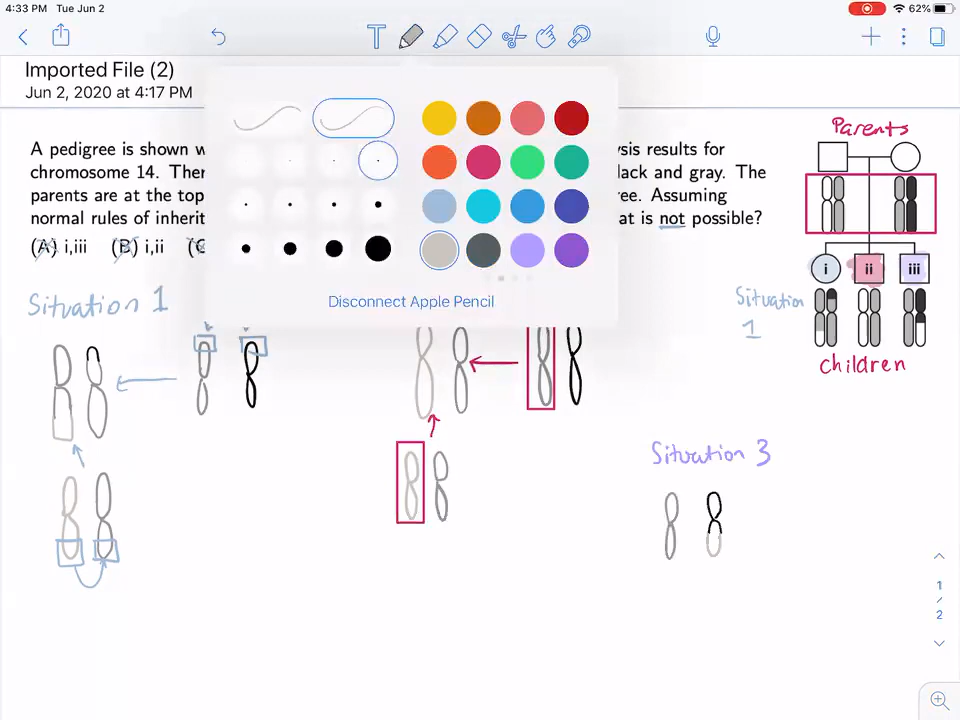 4:33 PM Tue Jun 2
62%
T
Imported File (2)
Jun 2, 2020 at 4:17 PM
A pedigree is shown w
ysis results for
chromosome 14. Ther
lack and gray. The
parents are at the top
ree. Assuming
normal rules of inherit
at is not possible?
(A) i,iii (B) i,ii
Disconnect Apple Pencil
Parents
i ii iii
children
Situation 1
Situation
1
Situation 3
1
/
2